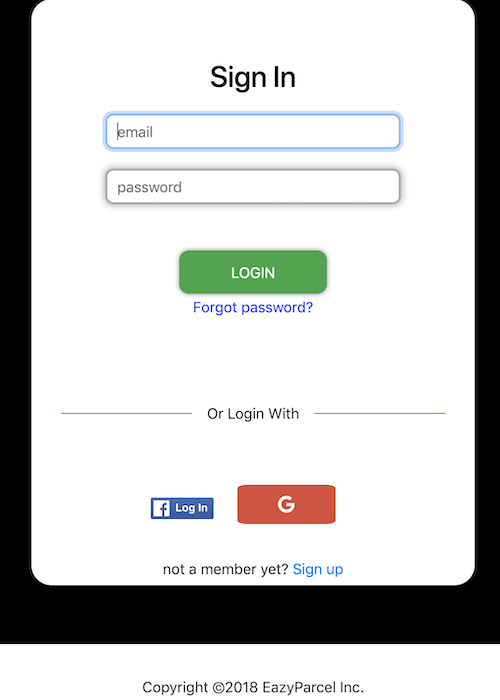 Sign In
email
password
LOGIN
Forgot password?
Or Login With
Log In
G
not a member yet? Sign up
Copyright ©2018 EazyParcel Inc.